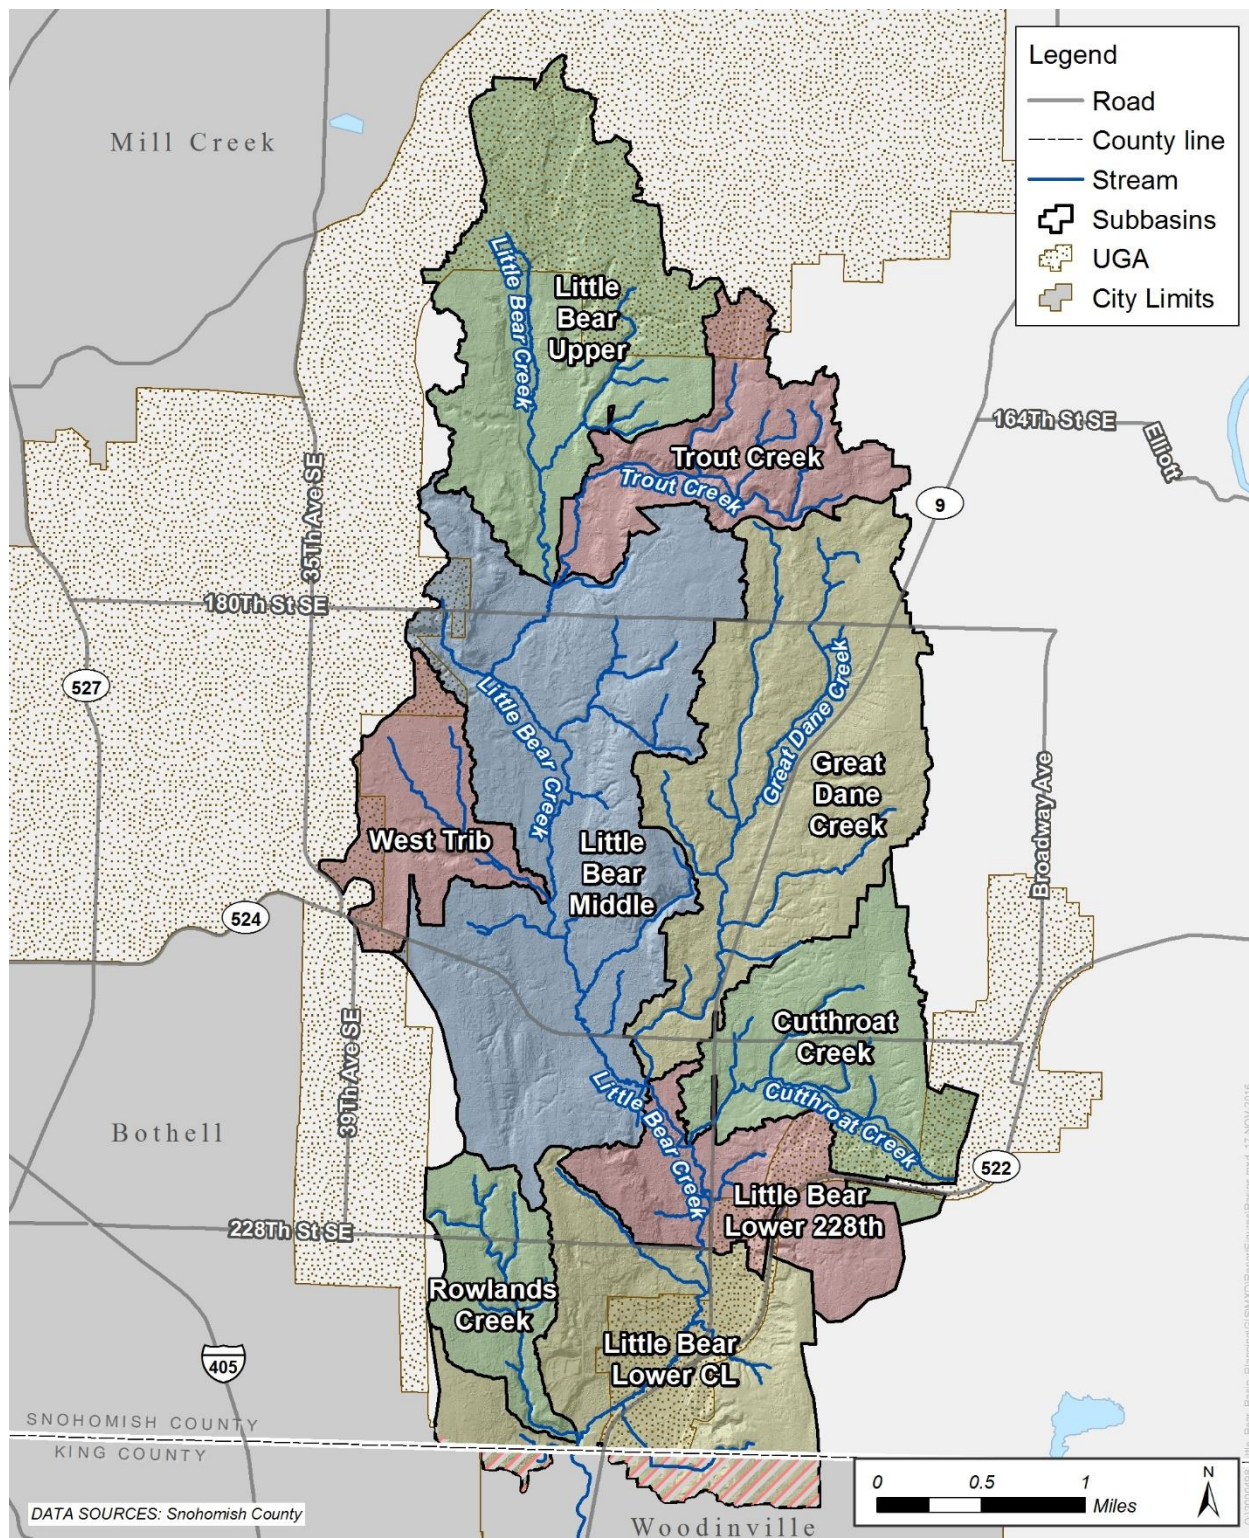 Legend
Road
County line
Stream
Subbasins
UGA
City Limits
Mill Creek
Little Bear Creek
Little
Bear
Upper
164Th St SE
Elliott
Trout Creek
Trout Creek
9
35Th Ave SE
180Th St SE
527
Little Bear Creek
Great Dane Creek
Great
Dane
Creek
Broadway Ave
West Trib
Little
Bear
Middle
524
Cutthroat
Creek
39Th Ave SE
Little Bear Creek
Cutthroat Creek
Bothell
522
Little Bear
Lower 228th
228Th St SE
Rowlands
Creek
Little Bear
Lower CL
405
SNOHOMISH COUNTY
KING COUNTY
0 0.5 1
Miles
N
DATA SOURCES: Snohomish County
Woodinville